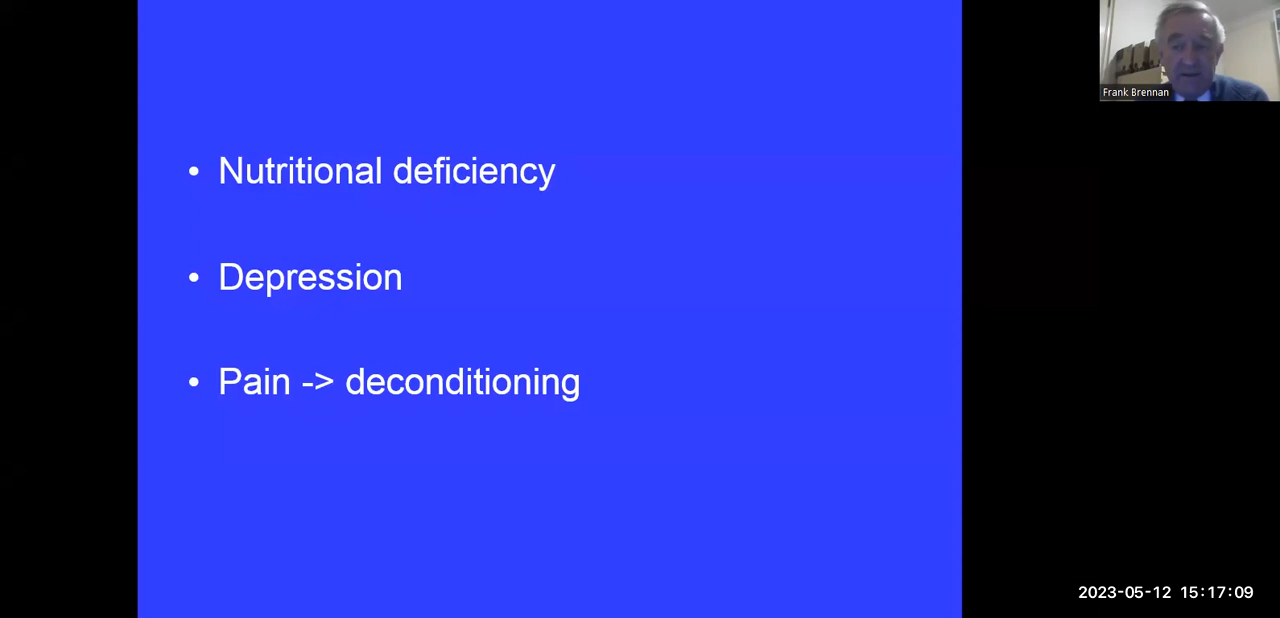 Frank Brennan
• Nutritional deficiency
• Depression
• Pain -> deconditioning
2023-05-12 15:17:09